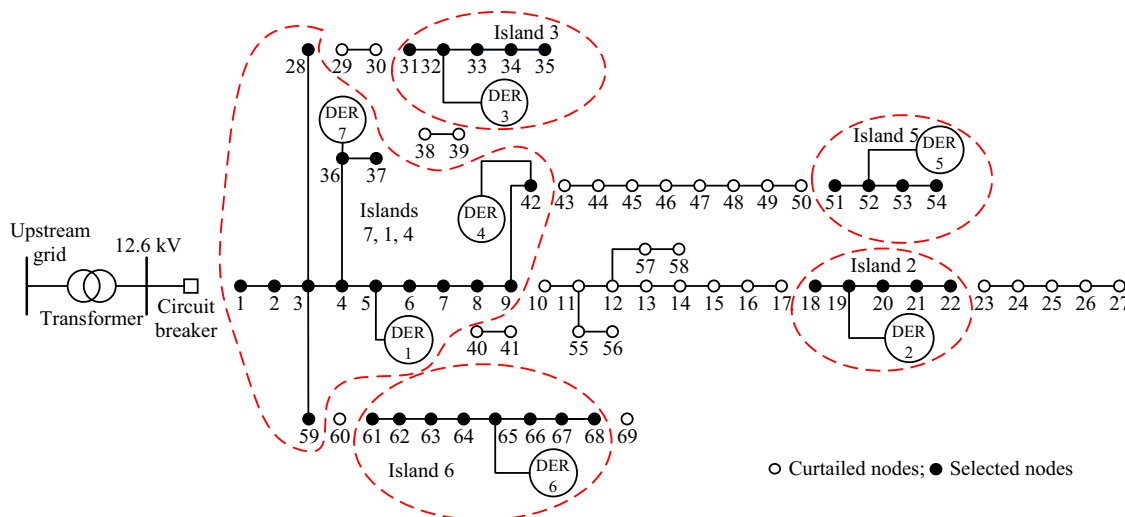 Island 3
28 29 30 31 32 33 34 35
DER 3
DER 7
38 39
36 37
Island 5
DER 5
42 43 44 45 46 47 48 49 50 51 52 53 54
DER 4
Islands 7, 1, 4
Upstream grid
12.6 kV
Transformer
Circuit breaker
57 58
Island 2
1 2 3 4 5 6 7 8 9 10 11 12 13 14 15 16 17 18 19 20 21 22 23 24 25 26 27
DER 1
40 41
55 56
DER 2
59 60 61 62 63 64 65 66 67 68 69
Island 6
DER 6
Curtailed nodes; Selected nodes